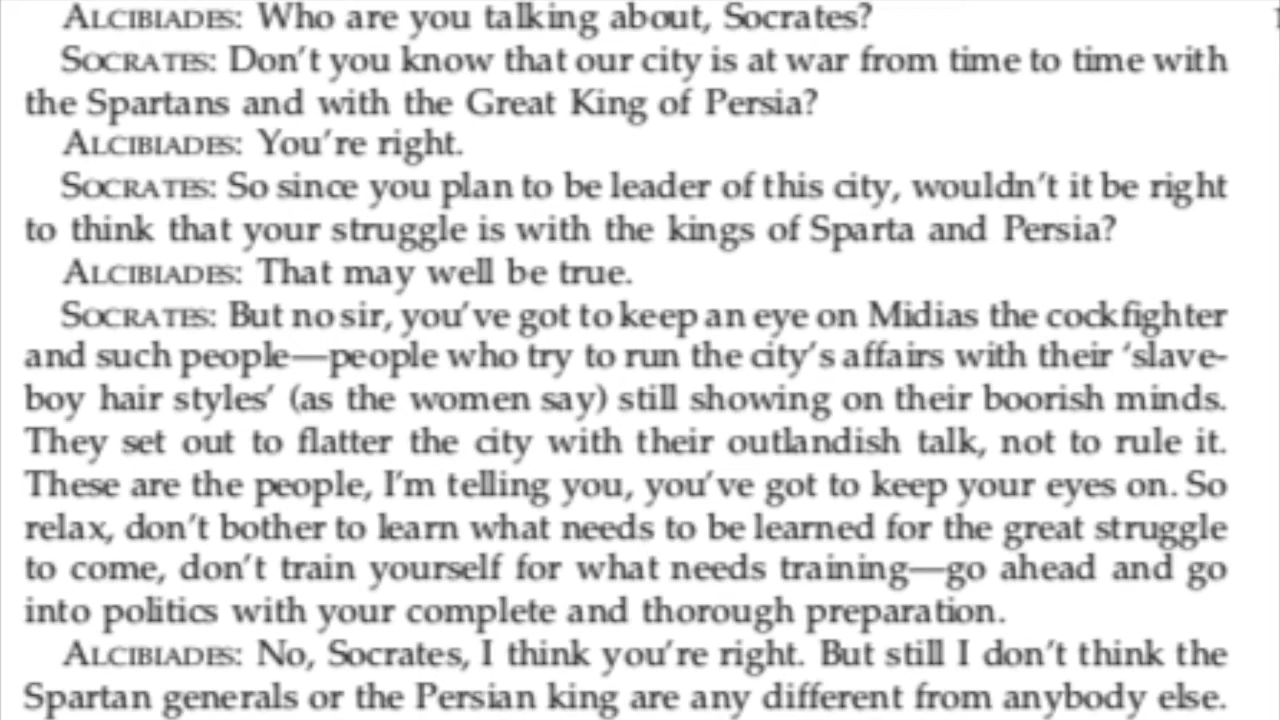 ALCIBIADES: Who are you talking about, Socrates?
SOCRATES: Don't you know that our city is at war from time to time with
the Spartans and with the Great King of Persia?
ALCIBIADES: You're right.
SOCRATES: So since you plan to be leader of this city, wouldn't it be right
to think that your struggle is with the kings of Sparta and Persia?
ALCIBIADES: That may well be true.
SOCRATES: But no sir, you've got to keep an eye on Midias the cockfighter
and such people—people who try to run the city's affairs with their 'slave-
boy hair styles' (as the women say) still showing on their boorish minds.
They set out to flatter the city with their outlandish talk, not to rule it.
These are the people, I'm telling you, you've got to keep your eyes on. So
relax, don't bother to learn what needs to be learned for the great struggle
to come, don't train yourself for what needs training—go ahead and go
into politics with your complete and thorough preparation.
ALCIBIADES: No, Socrates, I think you're right. But still I don't think the
Spartan generals or the Persian king are any different from anybody else.